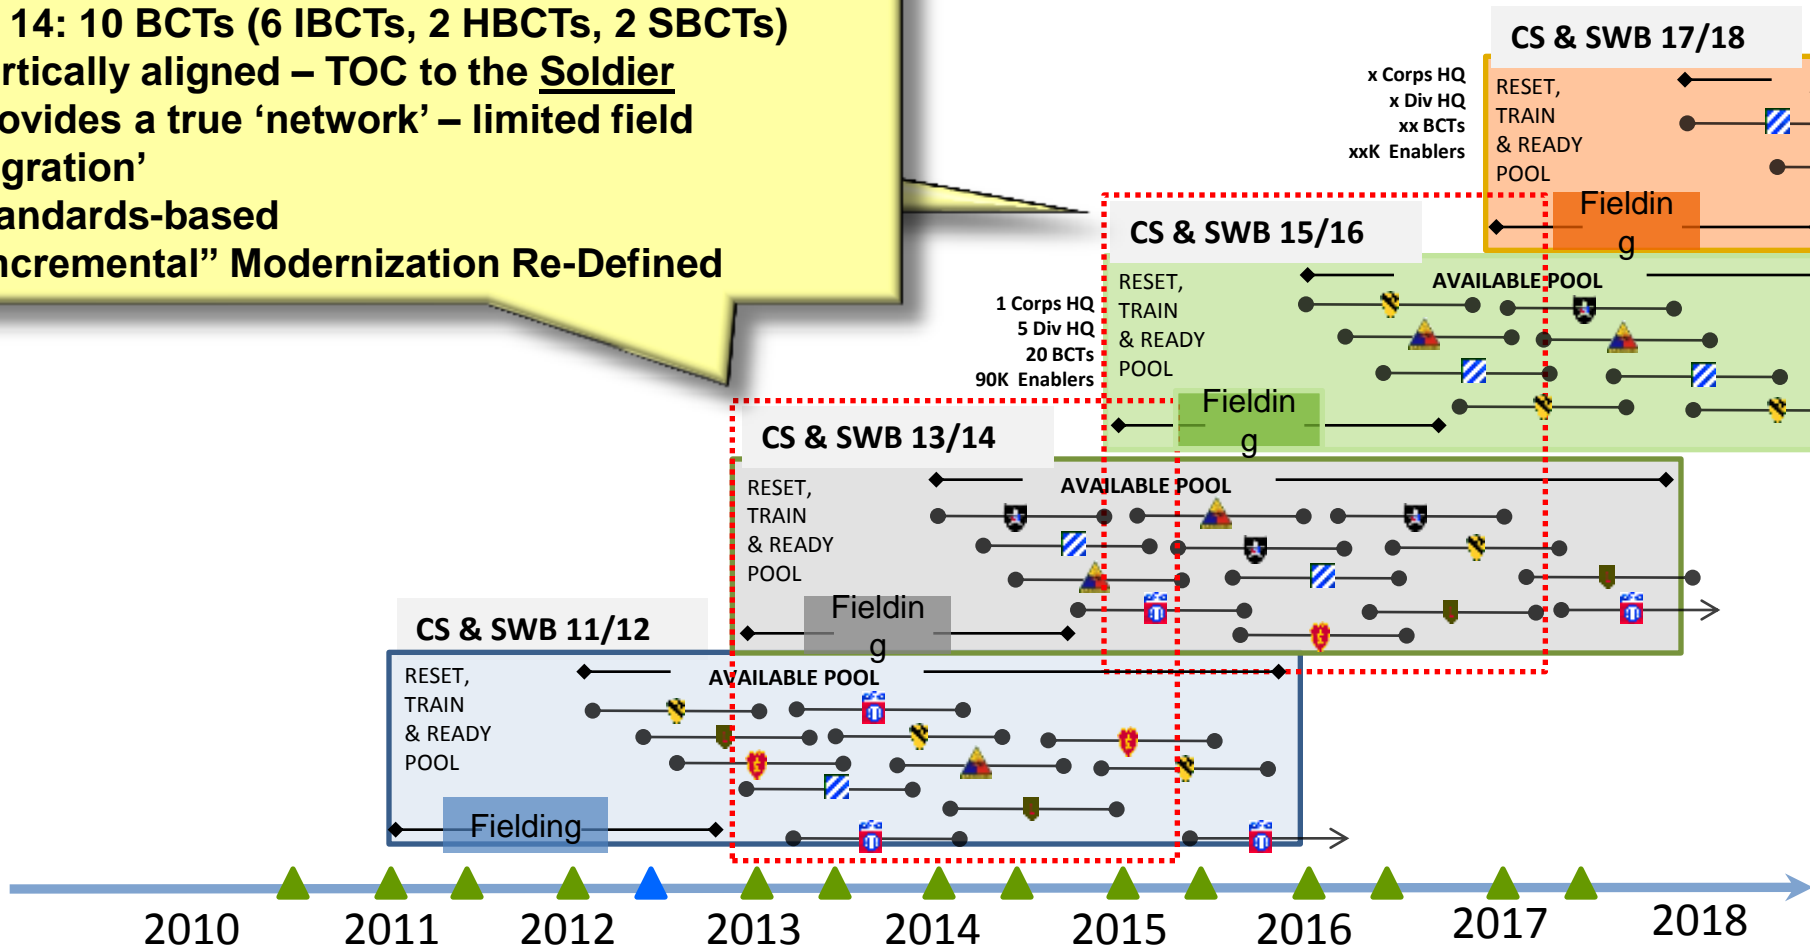 14: 10 BCTs (6 IBCTs, 2 HBCTs, 2 SBCTs)
rtically aligned – TOC to the Soldier
ovides a true ‘network’ – limited field
gration’
andards-based
ncremental” Modernization Re-Defined
CS & SWB 17/18
x Corps HQ
x Div HQ
xx BCTs
xxK Enablers
RESET,
TRAIN
& READY
POOL
Fieldin
g
CS & SWB 15/16
1 Corps HQ
5 Div HQ
20 BCTs
90K Enablers
RESET,
TRAIN
& READY
POOL
AVAILABLE POOL
Fieldin
g
CS & SWB 13/14
RESET,
TRAIN
& READY
POOL
AVAILABLE POOL
Fieldin
g
CS & SWB 11/12
RESET,
TRAIN
& READY
POOL
AVAILABLE POOL
Fielding
2010 2011 2012 2013 2014 2015 2016 2017 2018